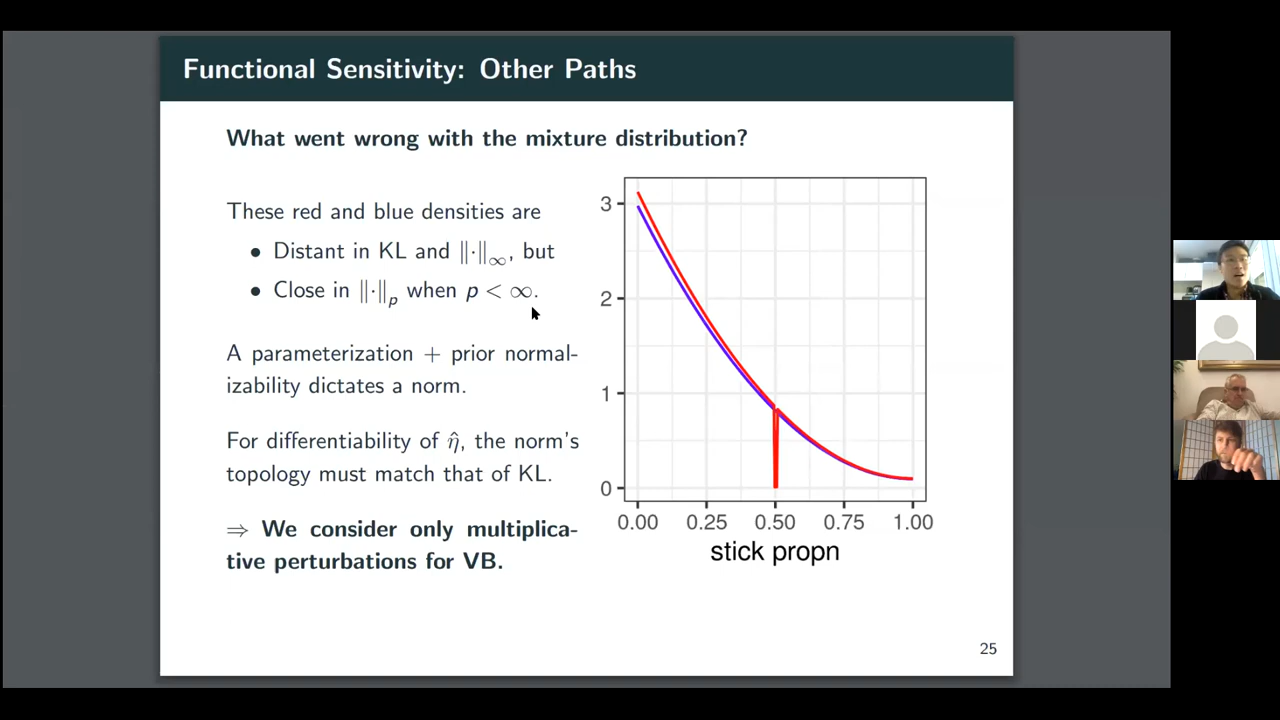 Functional Sensitivity: Other Paths
What went wrong with the mixture distribution?
These red and blue densities are
• Distant in KL and ‖·‖∞, but
• Close in ‖·‖p when p < ∞.
A parameterization + prior normal-
izability dictates a norm.
For differentiability of η̂, the norm's
topology must match that of KL.
⇒ We consider only multiplica-
tive perturbations for VB.
3
2
1
0
0.00 0.25 0.50 0.75 1.00
stick propn
25